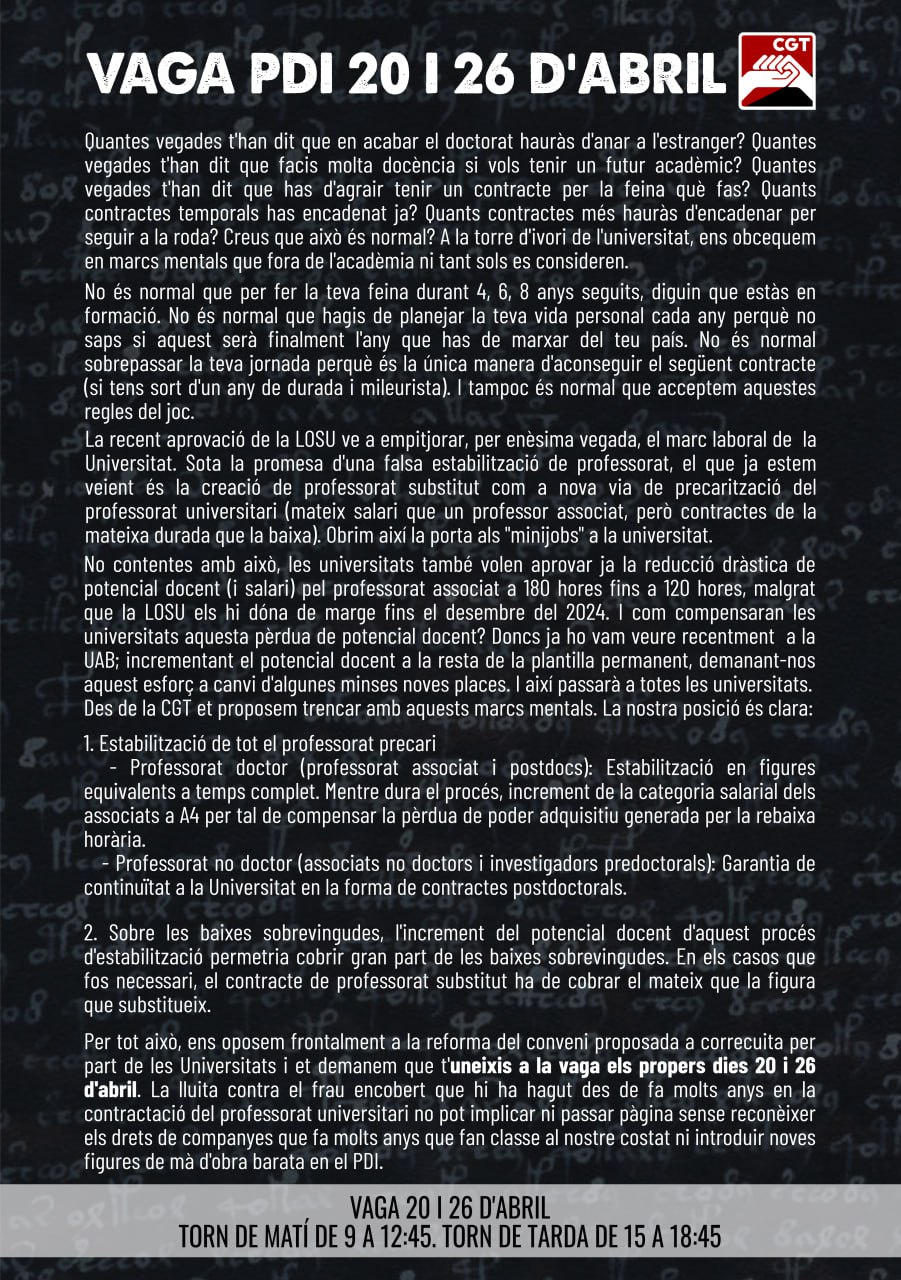 VAGA PDI 20 I 26 D'ABRIL
CGT
Quantes vegades t'han dit que en acabar el doctorat hauràs d'anar a l'estranger? Quantes
vegades t'han dit que facis molta docència si vols tenir un futur acadèmic? Quantes
vegades t'han dit que has d'agrair tenir un contracte per la feina què fas? Quants
contractes temporals has encadenat ja? Quants contractes més hauràs d'encadenar per
seguir a la roda? Creus que això és normal? A la torre d'ivori de l'universitat, ens obcequem
en marcs mentals que fora de l'acadèmia ni tant sols es consideren.
No és normal que per fer la teva feina durant 4, 6, 8 anys seguits, diguin que estàs en
formació. No és normal que hagis de planejar la teva vida personal cada any perquè no
saps si aquest serà finalment l'any que has de marxar del teu país. No és normal
sobrepassar la teva jornada perquè és la única manera d'aconseguir el següent contracte
(si tens sort d'un any de durada i mileurista). I tampoc és normal que acceptem aquestes
regles del joc.
La recent aprovació de la LOSU ve a empitjorar, per enèsima vegada, el marc laboral de la
Universitat. Sota la promesa d'una falsa estabilització de professorat, el que ja estem
veient és la creació de professorat substitut com a nova via de precarització del
professorat universitari (mateix salari que un professor associat, però contractes de la
mateixa durada que la baixa). Obrim així la porta als "minijobs" a la universitat.
No contentes amb això, les universitats també volen aprovar ja la reducció dràstica de
potencial docent (i salari) pel professorat associat a 180 hores fins a 120 hores, malgrat
que la LOSU els hi dóna de marge fins el desembre del 2024. I com compensaran les
universitats aquesta pèrdua de potencial docent? Doncs ja ho vam veure recentment a la
UAB; incrementant el potencial docent a la resta de la plantilla permanent, demanant-nos
aquest esforç a canvi d'algunes minses noves places. I així passarà a totes les universitats.
Des de la CGT et proposem trencar amb aquests marcs mentals. La nostra posició és clara:
1. Estabilització de tot el professorat precari
- Professorat doctor (professorat associat i postdocs): Estabilització en figures
equivalents a temps complet. Mentre dura el procés, increment de la categoria salarial dels
associats a A4 per tal de compensar la pèrdua de poder adquisitiu generada per la rebaixa
horària.
- Professorat no doctor (associats no doctors i investigadors predoctorals): Garantia de
continuïtat a la Universitat en la forma de contractes postdoctorals.
2. Sobre les baixes sobrevingudes, l'increment del potencial docent d'aquest procés
d'estabilització permetria cobrir gran part de les baixes sobrevingudes. En els casos que
fos necessari, el contracte de professorat substitut ha de cobrar el mateix que la figura
que substitueix.
Per tot això, ens oposem frontalment a la reforma del conveni proposada a correcuita per
part de les Universitats i et demanem que t'uneixis a la vaga els propers dies 20 i 26
d'abril. La lluita contra el frau encobert que hi ha hagut des de fa molts anys en la
contractació del professorat universitari no pot implicar ni passar pàgina sense reconèixer
els drets de companyes que fa molts anys que fan classe al nostre costat ni introduir noves
figures de mà d'obra barata en el PDI.
VAGA 20 I 26 D'ABRIL
TORN DE MATÍ DE 9 A 12:45. TORN DE TARDA DE 15 A 18:45